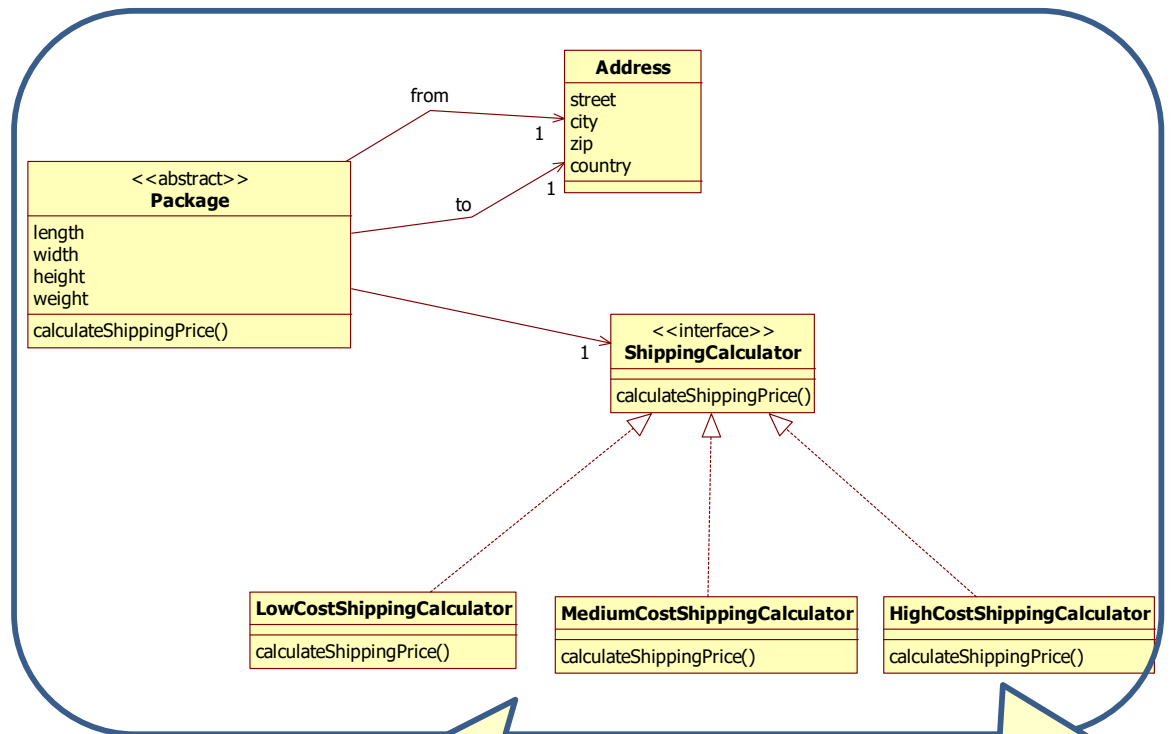 Address
street
city
zip
country
from
1
<<abstract>>
Package
length
width
height
weight
calculateShippingPrice()
to
1
1
<<interface>>
ShippingCalculator
calculateShippingPrice()
LowCostShippingCalculator
calculateShippingPrice()
MediumCostShippingCalculator
calculateShippingPrice()
HighCostShippingCalculator
calculateShippingPrice()